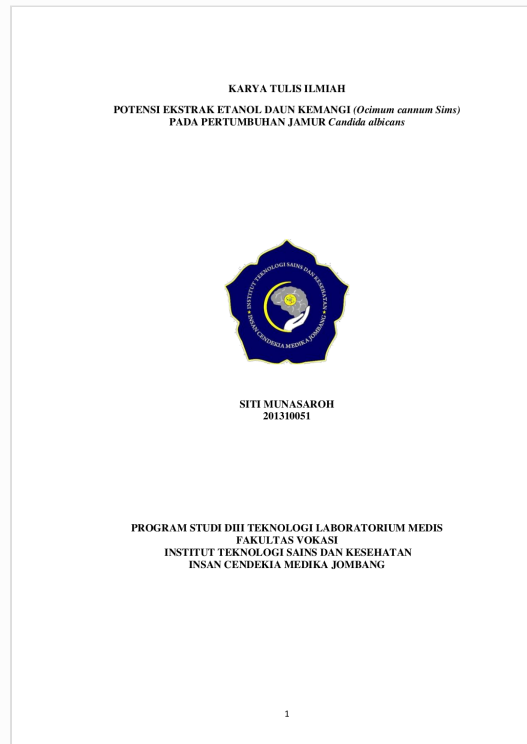 KARYA TULIS ILMIAH
POTENSI EKSTRAK ETANOL DAUN KEMANGI (Ocimum cannum Sims)
PADA PERTUMBUHAN JAMUR Candida albicans
INSTITUT TEKNOLOGI SAINS DAN KESEHATAN
INSAN CENDEKIA MEDIKA JOMBANG
SITI MUNASAROH
201310051
PROGRAM STUDI DIII TEKNOLOGI LABORATORIUM MEDIS
FAKULTAS VOKASI
INSTITUT TEKNOLOGI SAINS DAN KESEHATAN
INSAN CENDEKIA MEDIKA JOMBANG
1